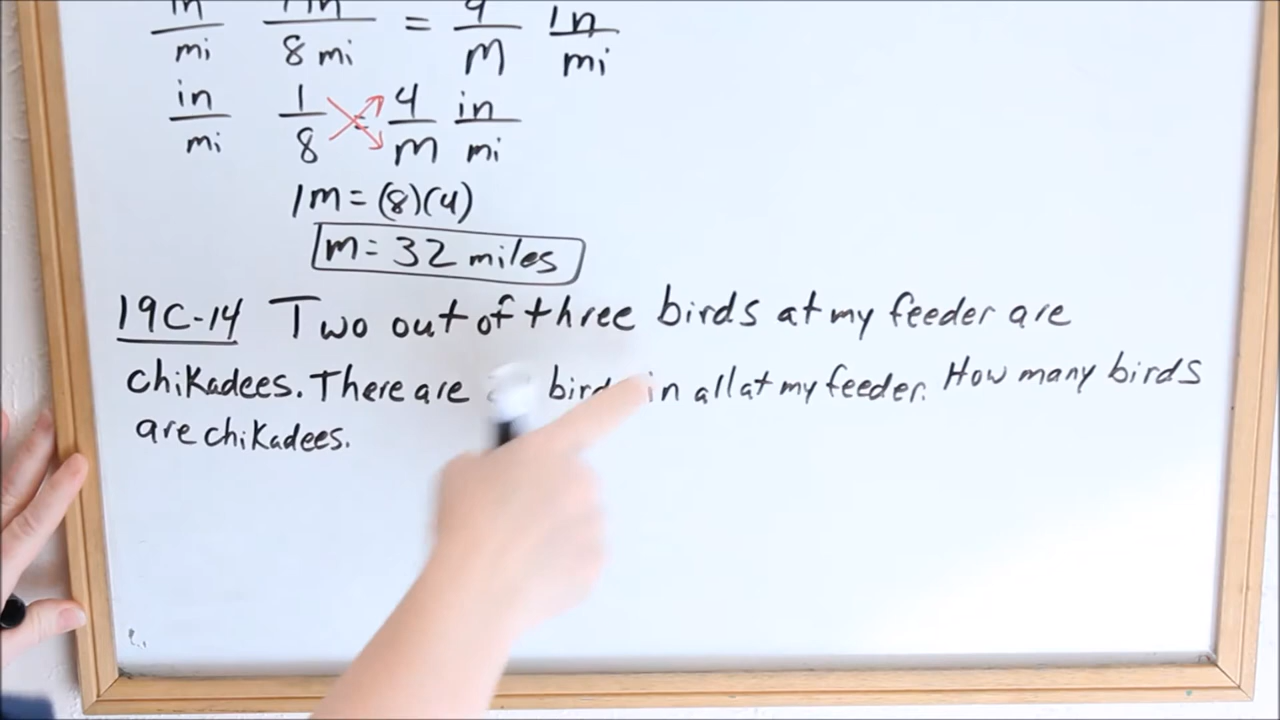 in/mi 1in/8 mi = 4/m in/mi
in/mi 1/8 = 4/m in/mi
1m = (8)(4)
m = 32 miles
19C-14 Two out of three birds at my feeder are
chiKadees. There are birds in all at my feeder. How many birds
are chiKadees.